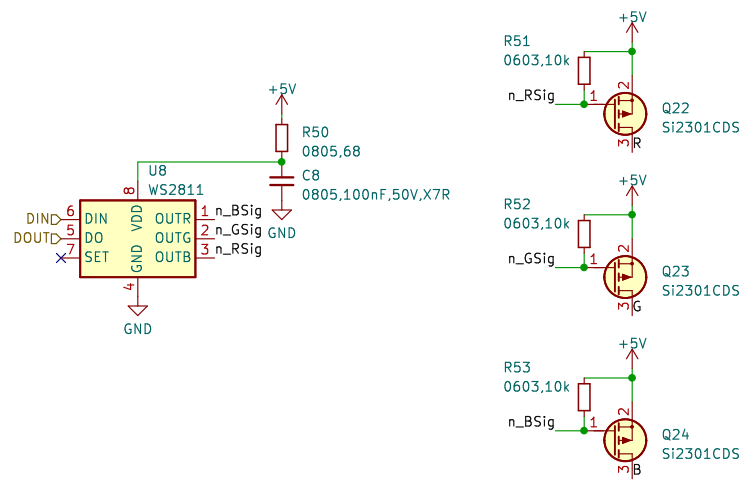 +5V
R50
0805,68
U8
WS2811
C8
0805,100nF,50V,X7R
GND
8
VDD
DIN 6 DIN
OUTR 1 n_BSig
DOUT 5 DO
OUTG 2 n_GSig
7 SET
OUTB 3 n_RSig
GND
4
GND
+5V
R51
0603,10k
2
n_RSig 1
Q22
Si2301CDS
3 R
+5V
R52
0603,10k
2
n_GSig 1
Q23
Si2301CDS
3 G
+5V
R53
0603,10k
2
n_BSig 1
Q24
Si2301CDS
3 B